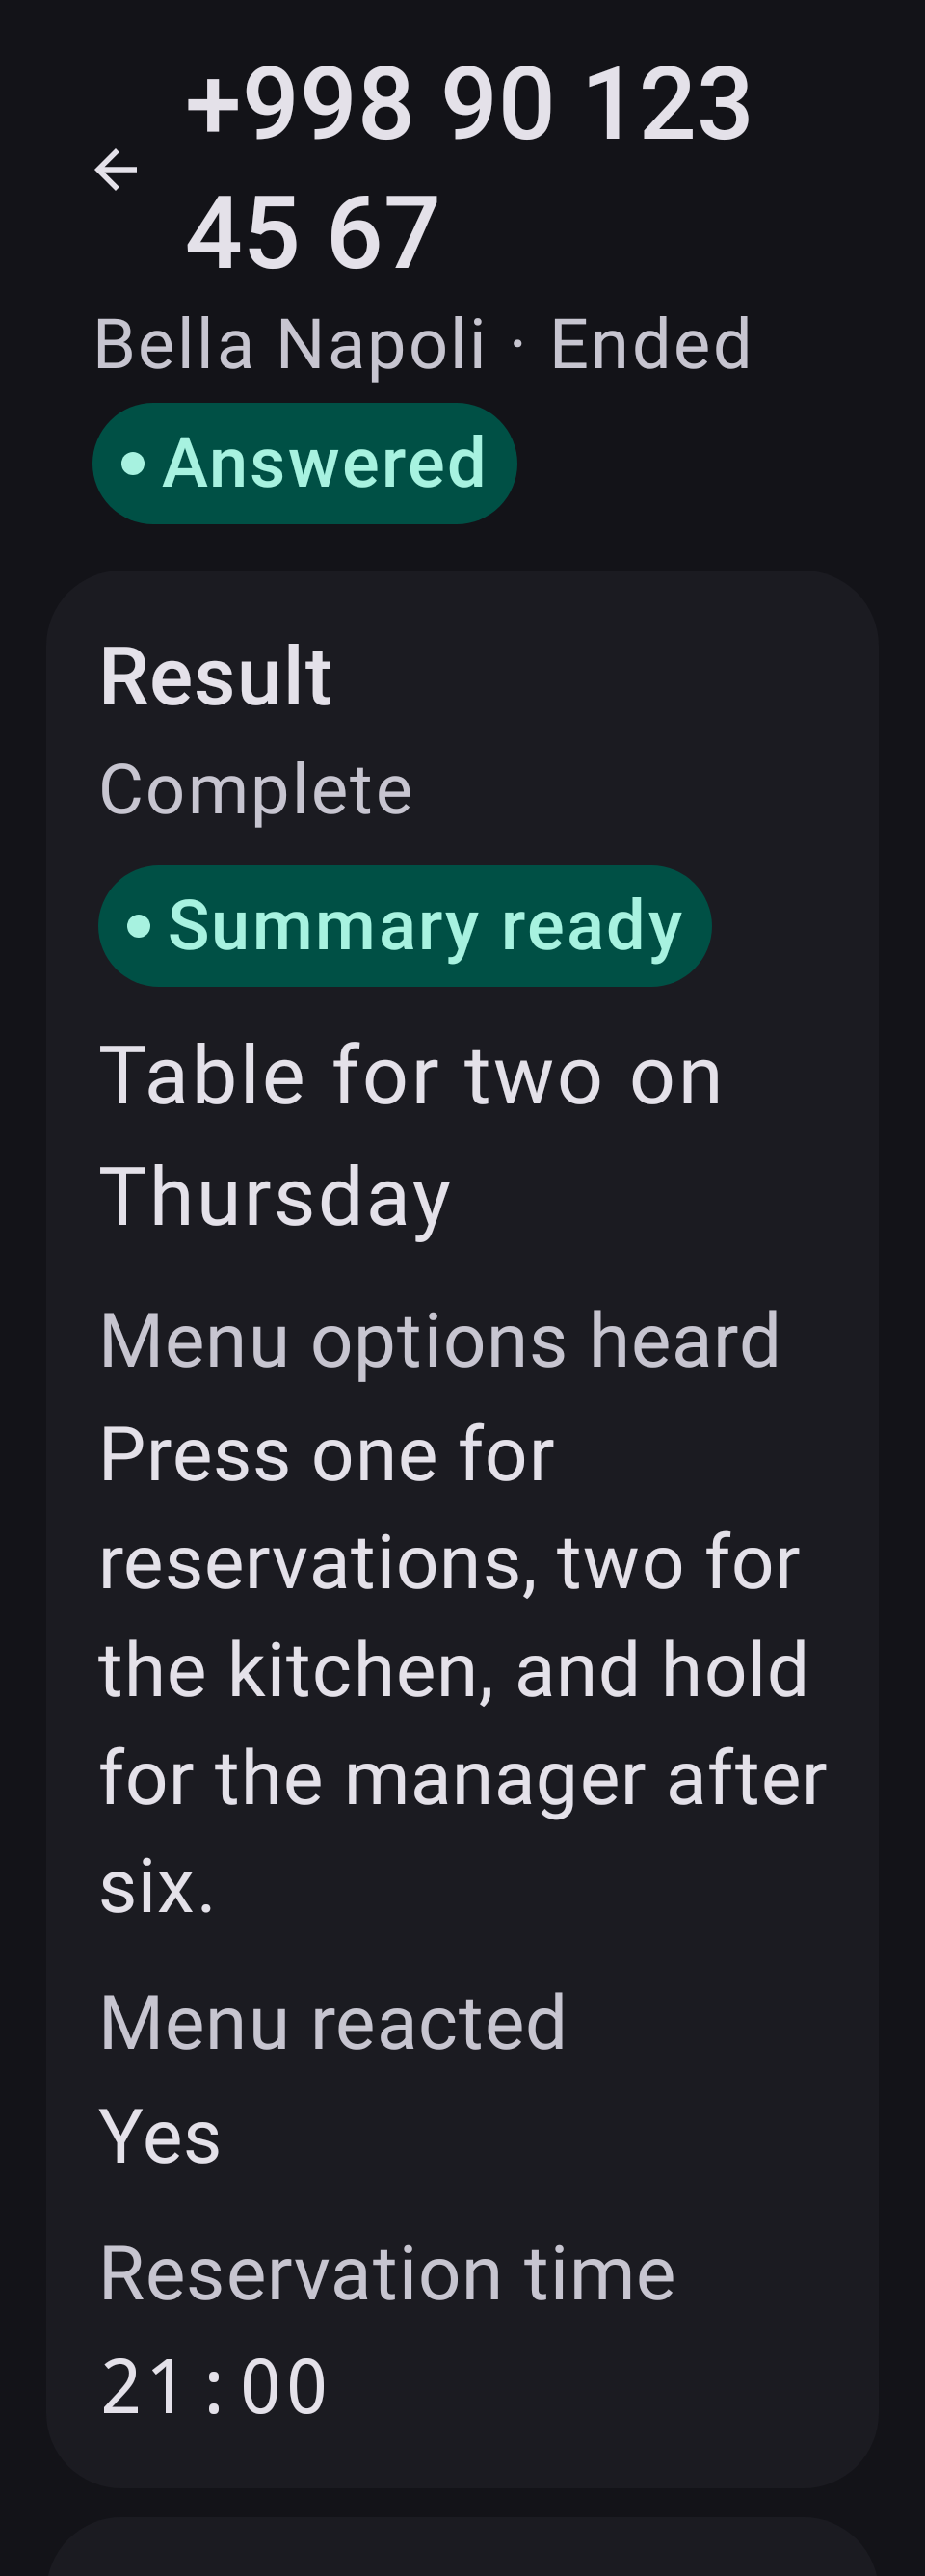 +998 90 123
45 67
Bella Napoli · Ended
• Answered
Result
Complete
• Summary ready
Table for two on
Thursday
Menu options heard
Press one for
reservations, two for
the kitchen, and hold
for the manager after
six.
Menu reacted
Yes
Reservation time
21:00